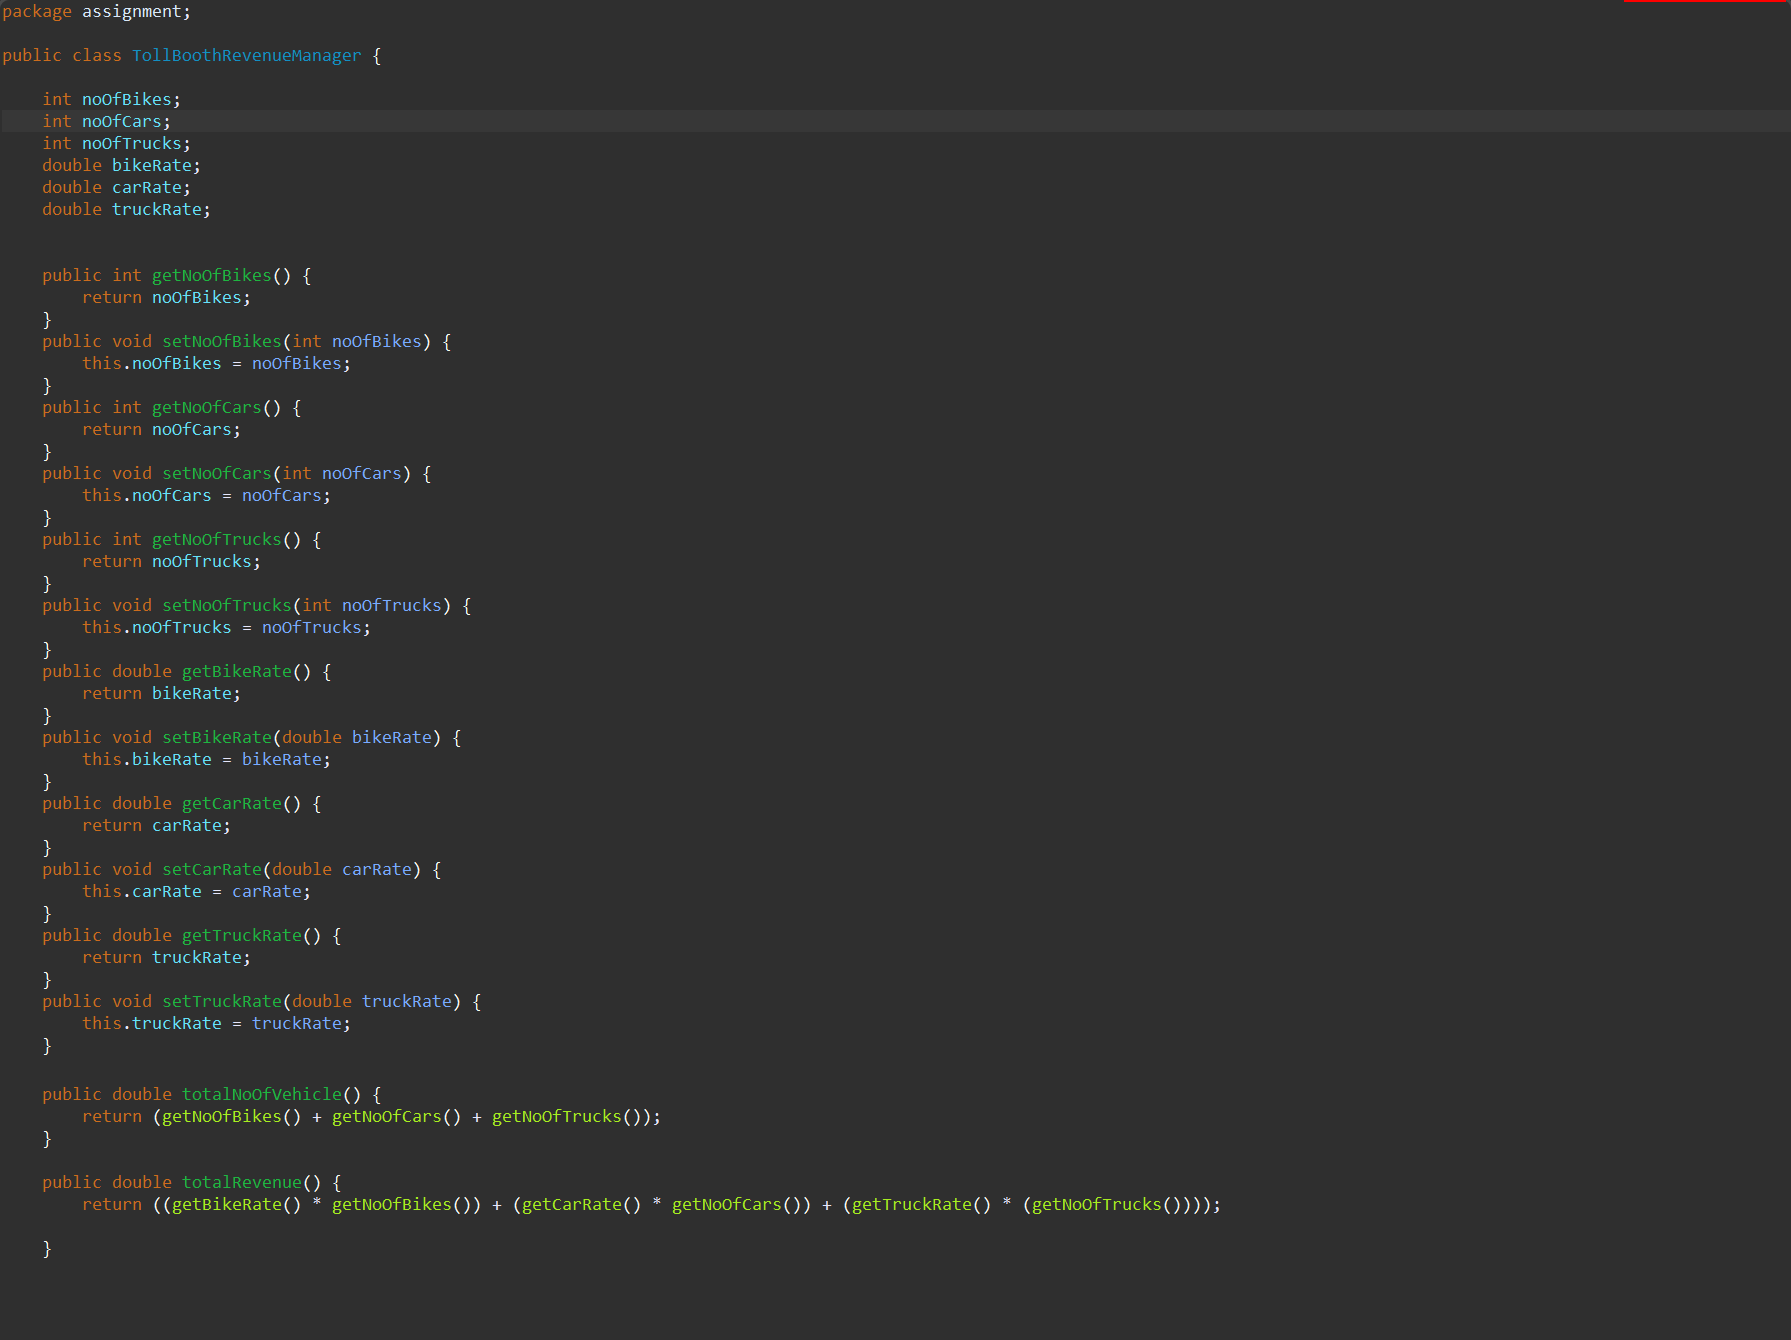 package assignment;
public class TollBoothRevenueManager {
int noOfBikes;
int noOfCars;
int noOfTrucks;
double bikeRate;
double carRate;
double truckRate;
public int getNoOfBikes() {
return noOfBikes;
}
public void setNoOfBikes(int noOfBikes) {
this.noOfBikes = noOfBikes;
}
public int getNoOfCars() {
return noOfCars;
}
public void setNoOfCars(int noOfCars) {
this.noOfCars = noOfCars;
}
public int getNoOfTrucks() {
return noOfTrucks;
}
public void setNoOfTrucks(int noOfTrucks) {
this.noOfTrucks = noOfTrucks;
}
public double getBikeRate() {
return bikeRate;
}
public void setBikeRate(double bikeRate) {
this.bikeRate = bikeRate;
}
public double getCarRate() {
return carRate;
}
public void setCarRate(double carRate) {
this.carRate = carRate;
}
public double getTruckRate() {
return truckRate;
}
public void setTruckRate(double truckRate) {
this.truckRate = truckRate;
}
public double totalNoOfVehicle() {
return (getNoOfBikes() + getNoOfCars() + getNoOfTrucks());
}
public double totalRevenue() {
return ((getBikeRate() * getNoOfBikes()) + (getCarRate() * getNoOfCars()) + (getTruckRate() * (getNoOfTrucks())));
}